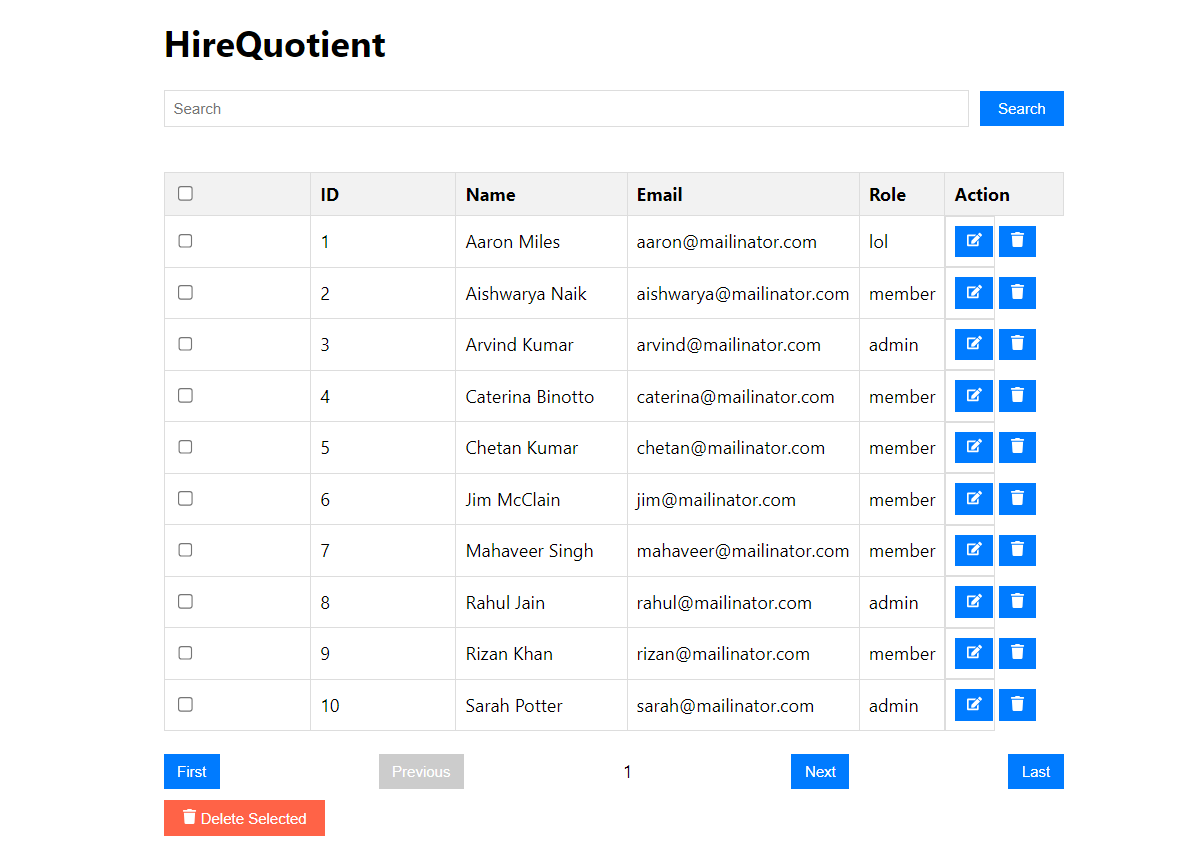 HireQuotient
Search Search
ID Name Email Role Action
1 Aaron Miles aaron@mailinator.com lol
2 Aishwarya Naik aishwarya@mailinator.com member
3 Arvind Kumar arvind@mailinator.com admin
4 Caterina Binotto caterina@mailinator.com member
5 Chetan Kumar chetan@mailinator.com member
6 Jim McClain jim@mailinator.com member
7 Mahaveer Singh mahaveer@mailinator.com member
8 Rahul Jain rahul@mailinator.com admin
9 Rizan Khan rizan@mailinator.com member
10 Sarah Potter sarah@mailinator.com admin
First Previous 1 Next Last
Delete Selected